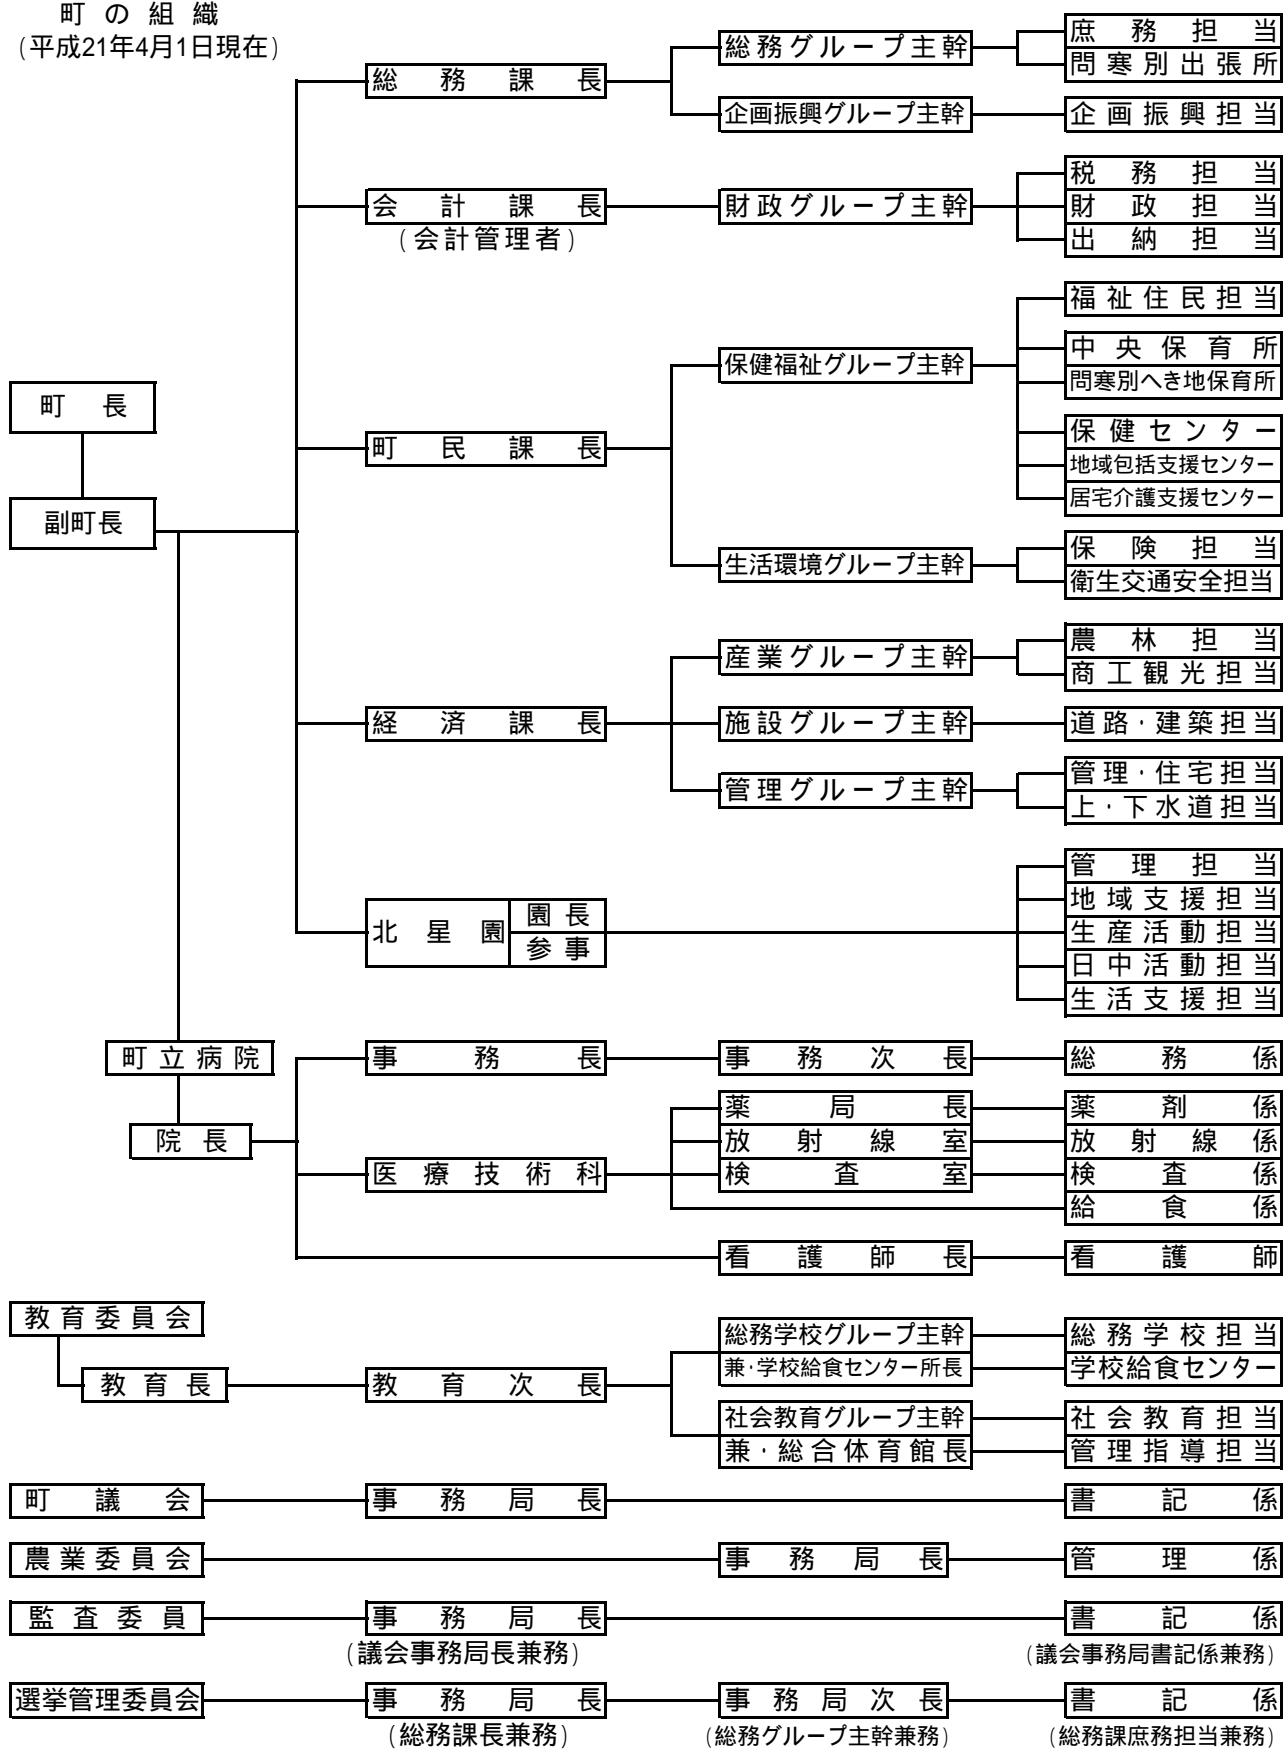 町の組織
(平成21年4月1日現在)
町長
副町長
総務課長
総務グループ主幹
庶務担当
問寒別出張所
企画振興グループ主幹
企画振興担当
会計課長
(会計管理者)
財政グループ主幹
税務担当
財政担当
出納担当
町民課長
保健福祉グループ主幹
福祉住民担当
中央保育所
問寒別へき地保育所
保健センター
地域包括支援センター
居宅介護支援センター
生活環境グループ主幹
保険担当
衛生交通安全担当
経済課長
産業グループ主幹
農林担当
商工観光担当
施設グループ主幹
道路・建築担当
管理グループ主幹
管理・住宅担当
上・下水道担当
北星園
園長
参事
管理担当
地域支援担当
生産活動担当
日中活動担当
生活支援担当
町立病院
院長
事務長
事務次長
総務係
医療技術科
薬局長
薬剤係
放射線室
放射線係
検査室
検査係
給食係
看護師長
看護師
教育委員会
教育長
教育次長
総務学校グループ主幹
総務学校担当
兼・学校給食センター所長
学校給食センター
社会教育グループ主幹
社会教育担当
兼・総合体育館長
管理指導担当
町議会
事務局長
書記係
農業委員会
事務局長
管理係
監査委員
事務局長
(議会事務局長兼務)
書記係
(議会事務局書記係兼務)
選挙管理委員会
事務局長
(総務課長兼務)
事務局次長
(総務グループ主幹兼務)
書記係
(総務課庶務担当兼務)